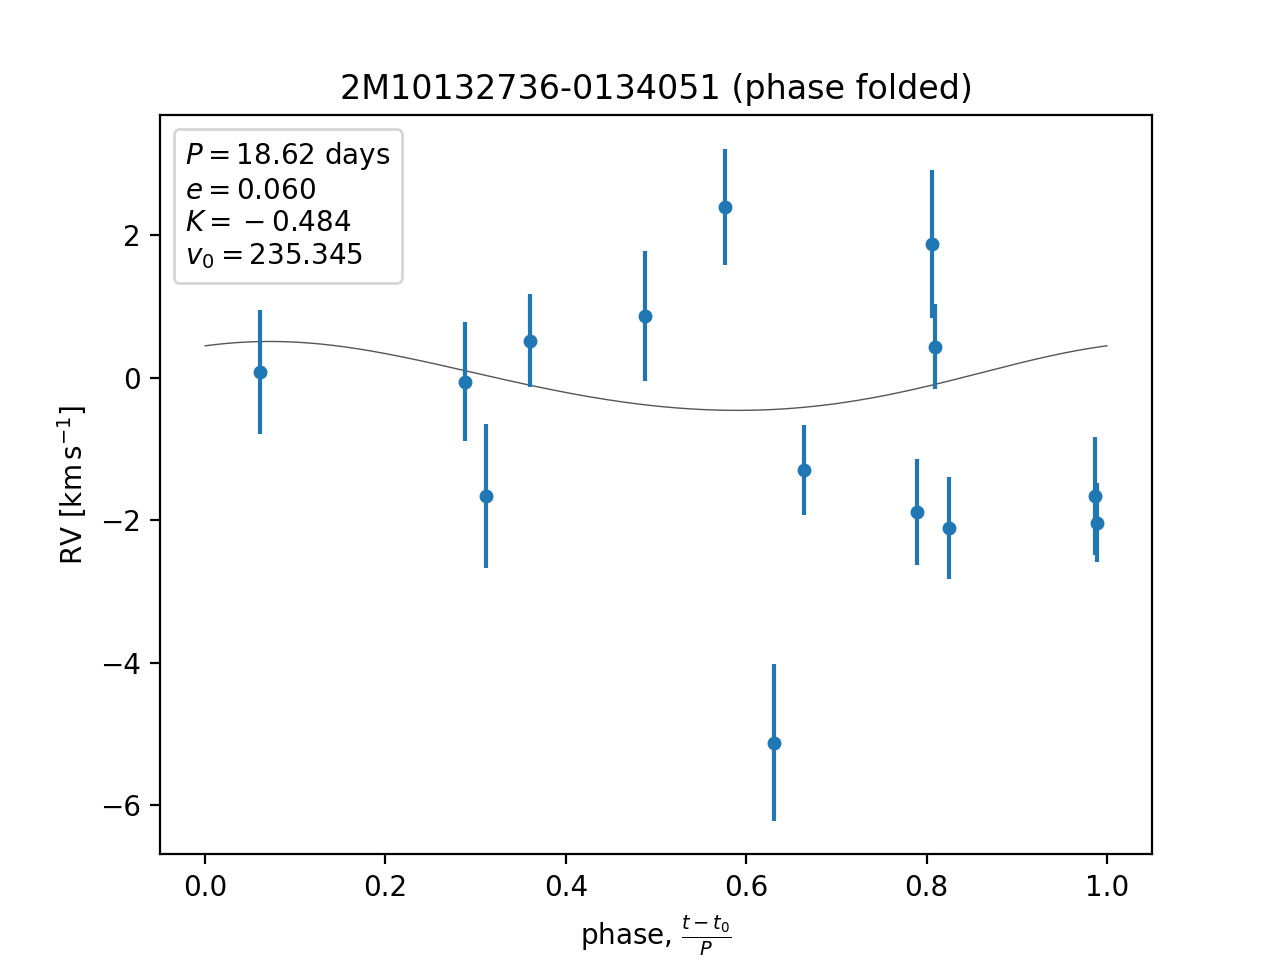 2M10132736-0134051 (phase folded)
P = 18.62 days
e = 0.060
K = −0.484
v₀ = 235.345
2
0
−2
−4
−6
RV [km s⁻¹]
0.0 0.2 0.4 0.6 0.8 1.0
phase, (t − t₀)/P